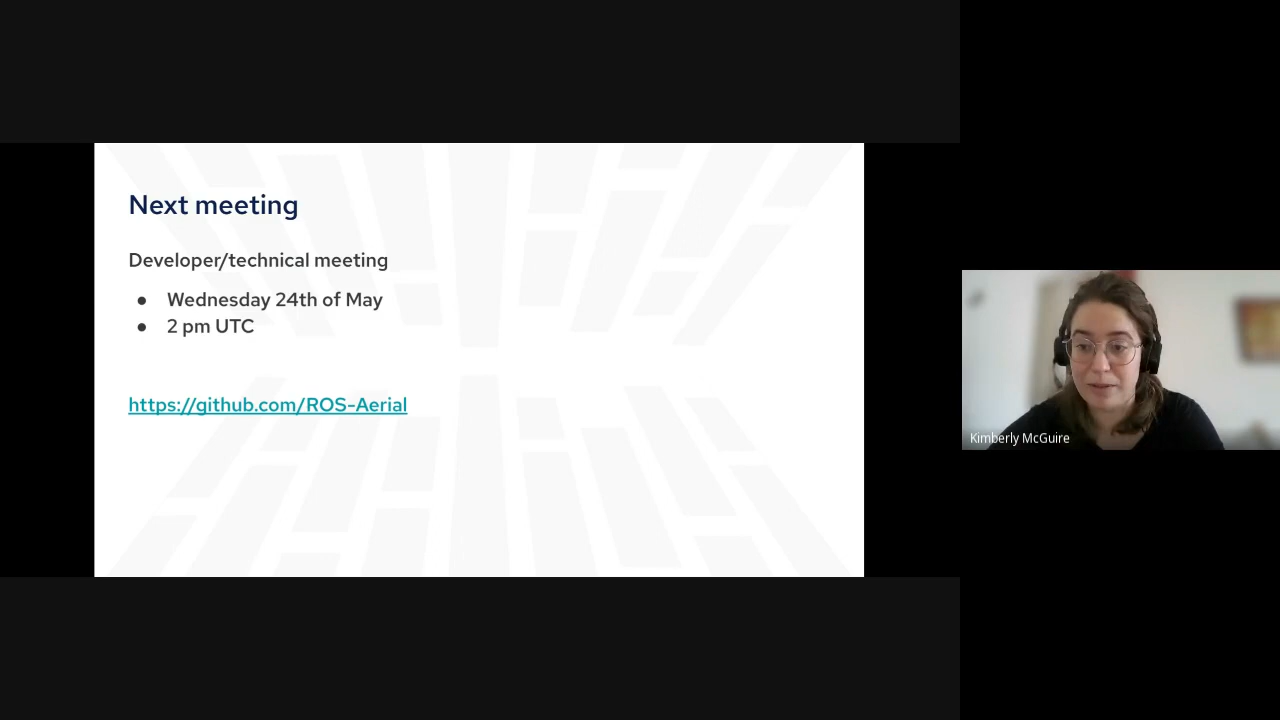 Next meeting
Developer/technical meeting
● Wednesday 24th of May
● 2 pm UTC
https://github.com/ROS-Aerial
Kimberly McGuire